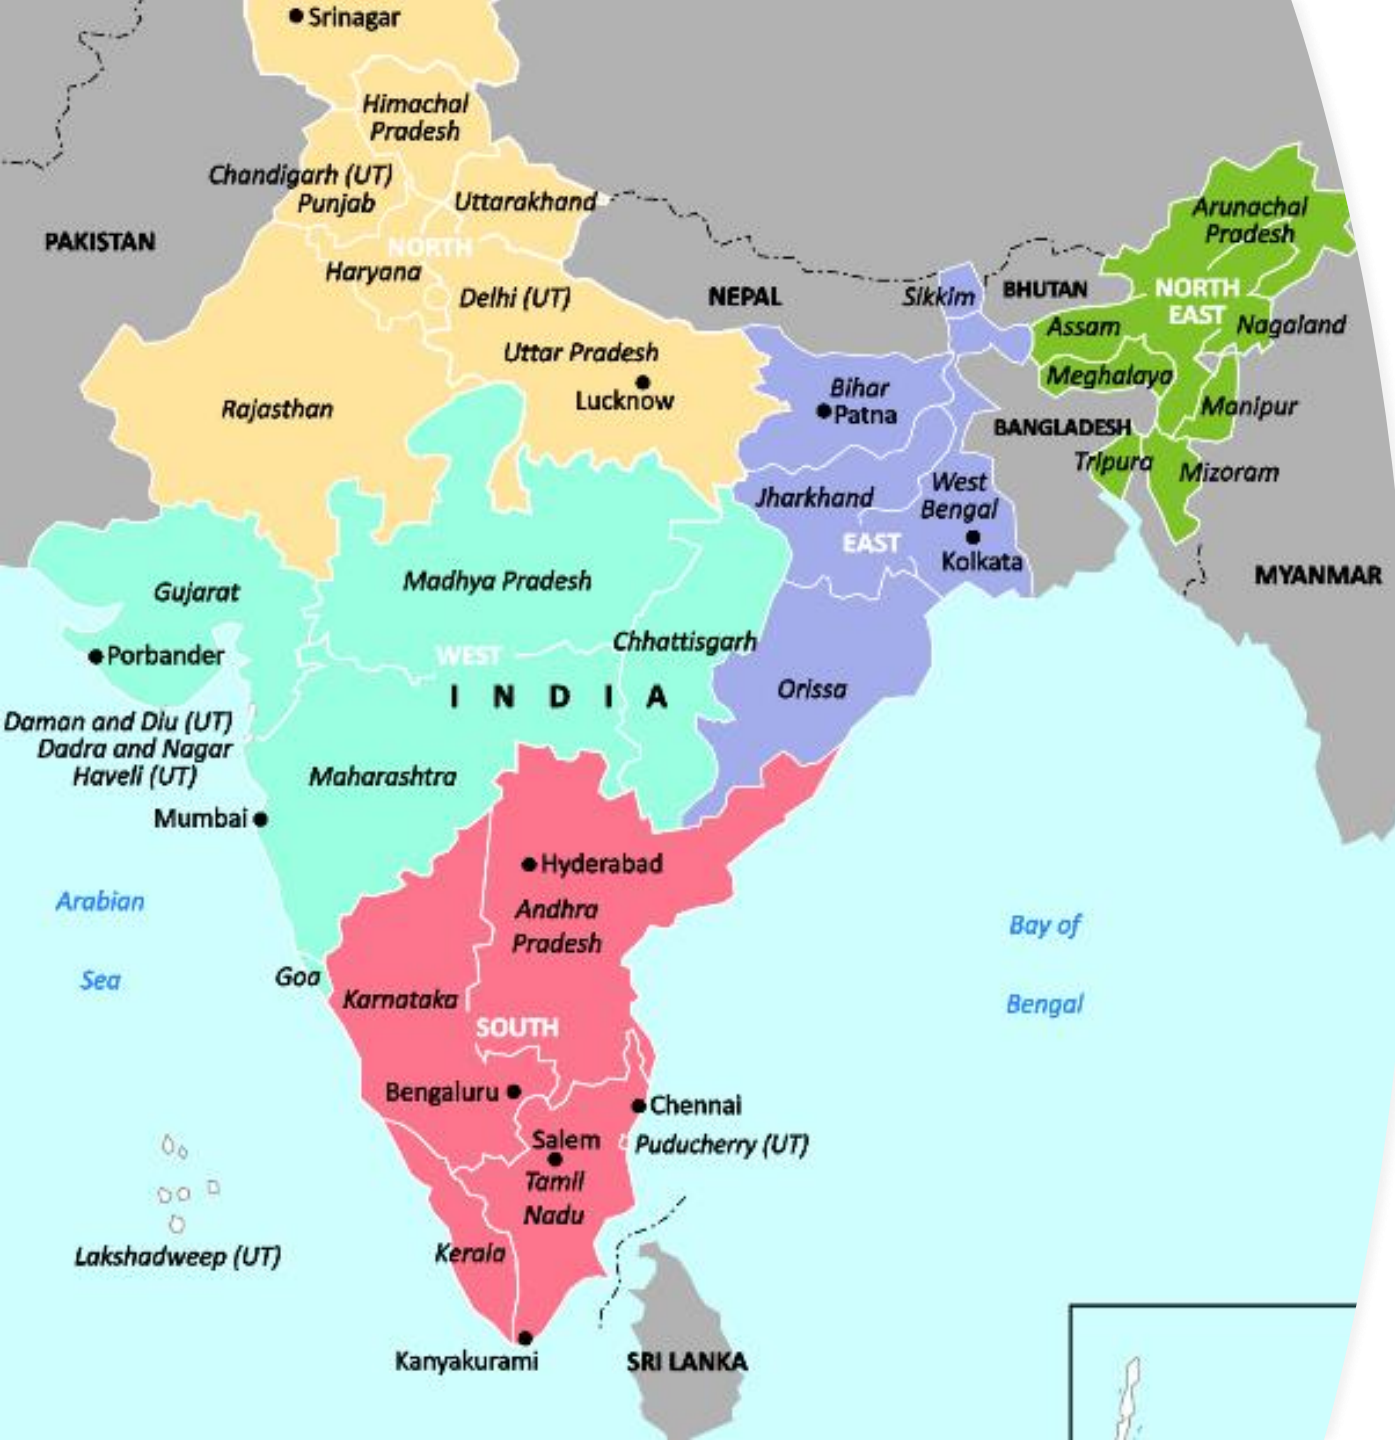 Srinagar
Himachal
Pradesh
Chandigarh (UT)
Punjab
Uttarakhand
Arunachal
Pradesh
PAKISTAN
NORTH
Haryana
Delhi (UT)
NEPAL
Sikkim
BHUTAN
NORTH
EAST
Assam
Nagaland
Uttar Pradesh
Lucknow
Rajasthan
Bihar
Patna
Meghalaya
Manipur
BANGLADESH
Tripura
Mizoram
Jharkhand
West
Bengal
EAST
Kolkata
MYANMAR
Gujarat
Madhya Pradesh
Porbander
WEST
Chhattisgarh
INDIA
Orissa
Daman and Diu (UT)
Dadra and Nagar
Haveli (UT)
Maharashtra
Mumbai
Hyderabad
Arabian
Sea
Andhra
Pradesh
Bay of
Bengal
Goa
Karnataka
SOUTH
Bengaluru
Chennai
Salem
Puducherry (UT)
Tamil
Nadu
Lakshadweep (UT)
Kerala
Kanyakurami
SRI LANKA